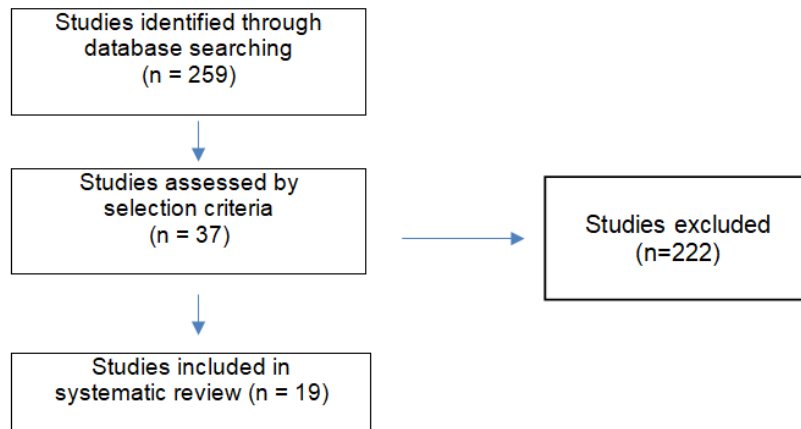 Studies identified through
database searching
(n = 259)
Studies assessed by
selection criteria
(n = 37)
Studies excluded
(n=222)
Studies included in
systematic review (n = 19)